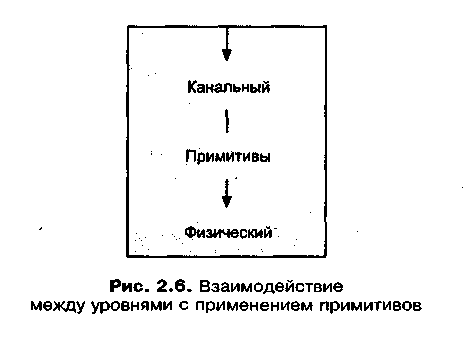 Канальный
Примитивы
Физический
Рис. 2.6. Взаимодействие
между уровнями с применением примитивов